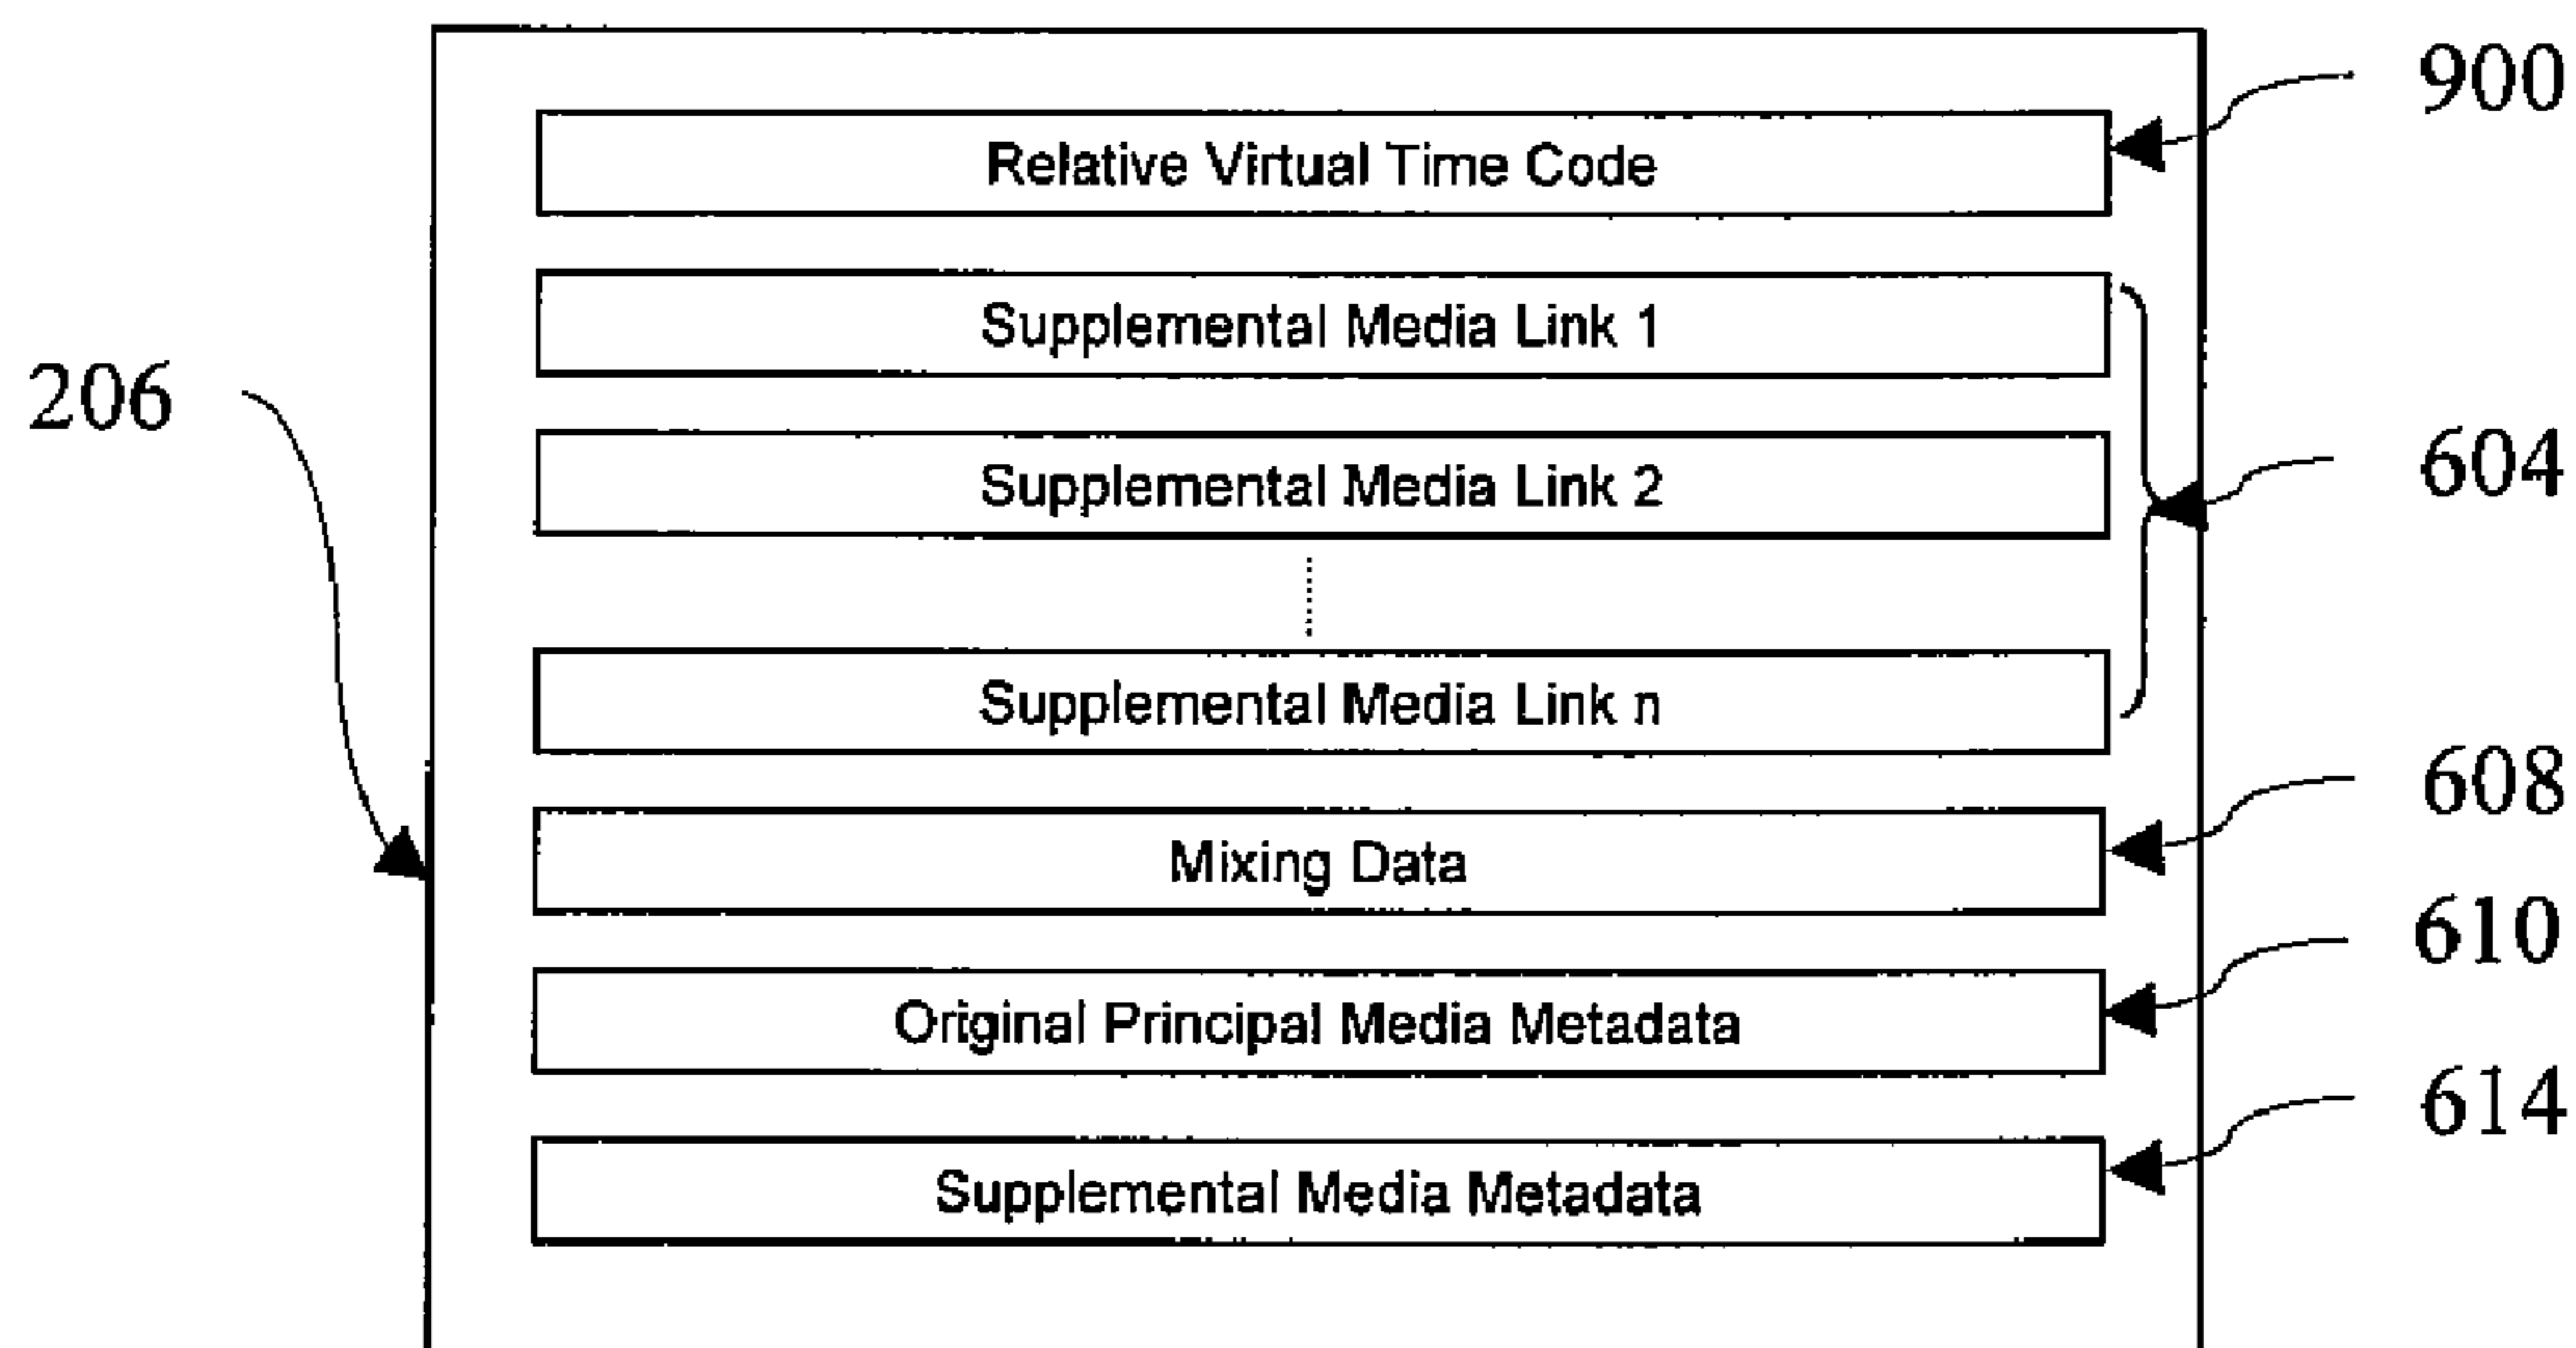 900
Relative Virtual Time Code
Supplemental Media Link 1
206
604
Supplemental Media Link 2
Supplemental Media Link n
608
Mixing Data
610
Original Principal Media Metadata
614
Supplemental Media Metadata